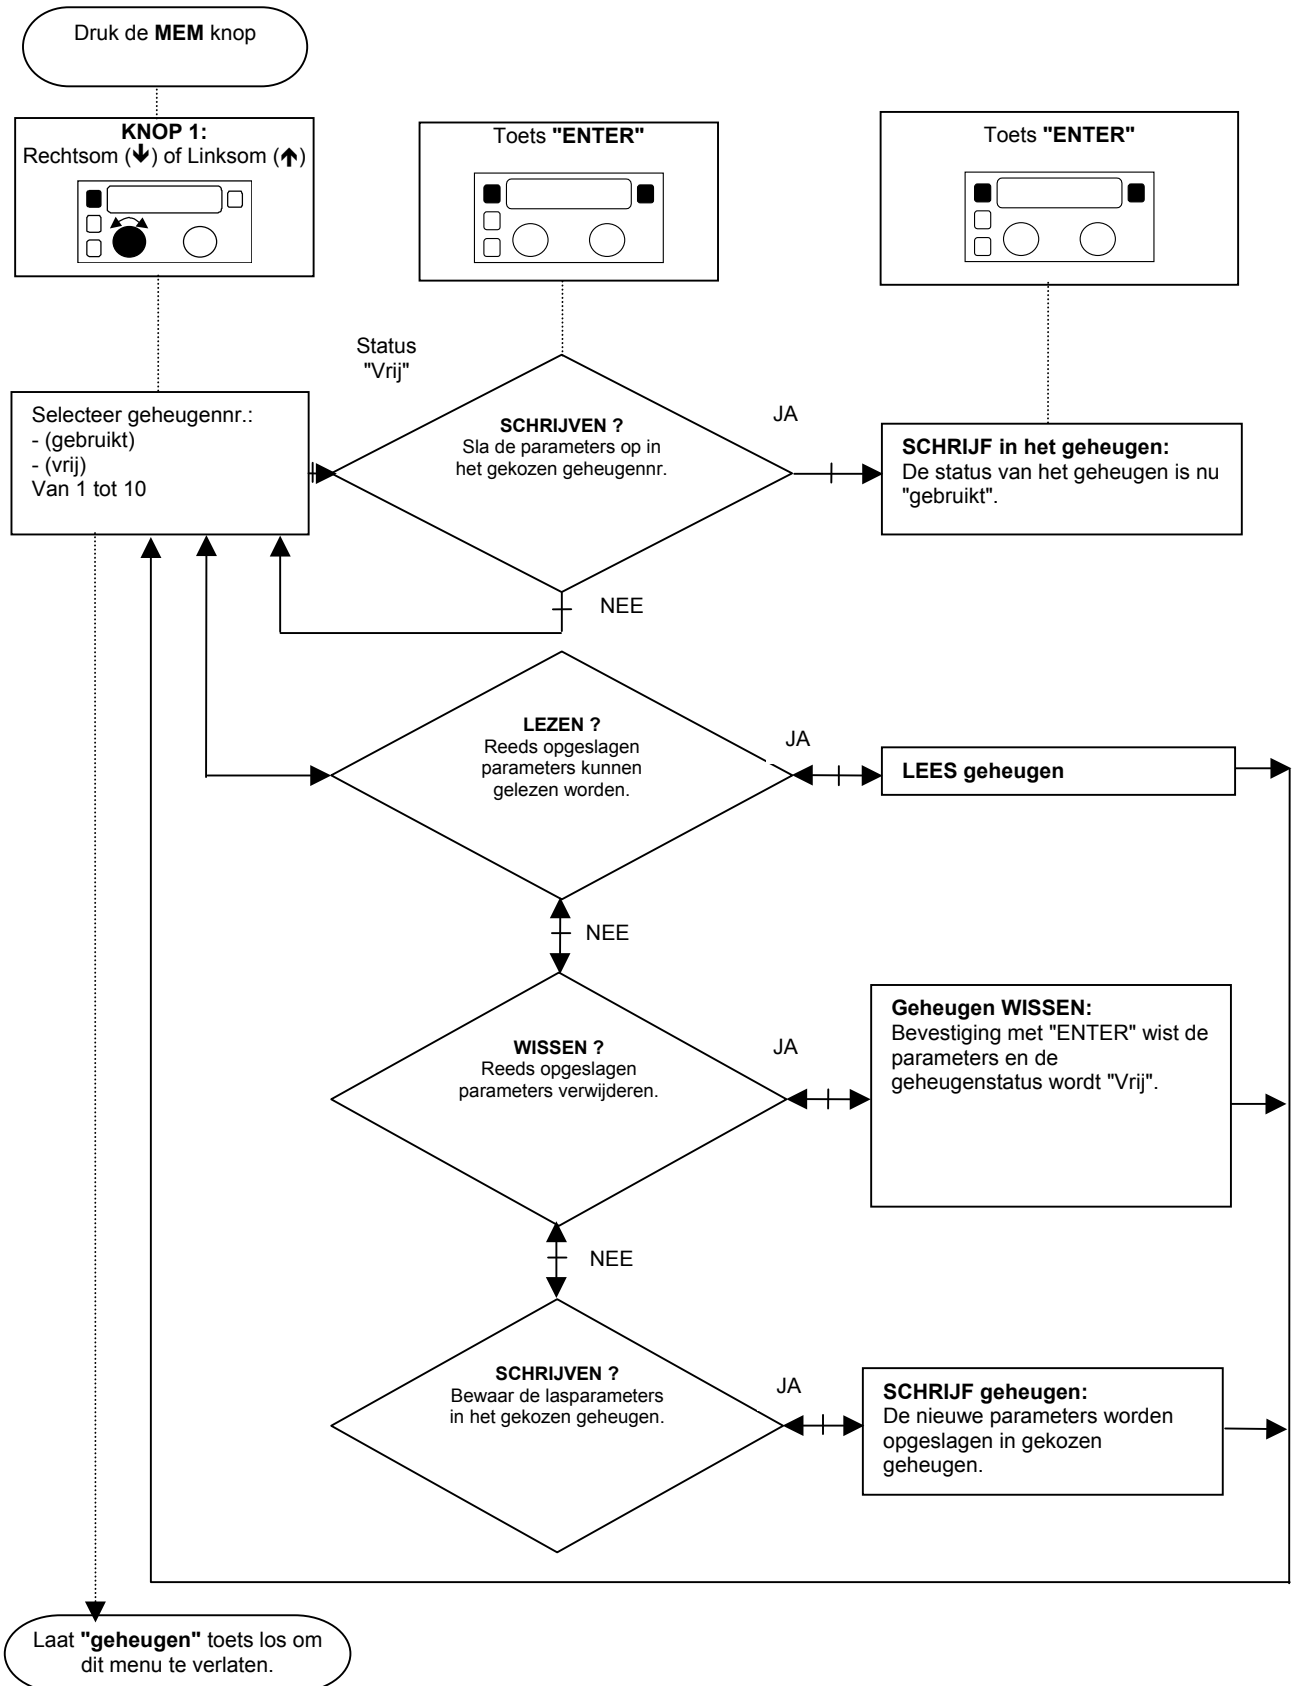 Druk de MEM knop
KNOP 1:
Rechtsom (🡻) of Linksom (🡹)
Toets "ENTER"
Toets "ENTER"
Status
"Vrij"
Selecteer geheugennr.:
- (gebruikt)
- (vrij)
Van 1 tot 10
SCHRIJVEN ?
Sla de parameters op in
het gekozen geheugennr.
JA
SCHRIJF in het geheugen:
De status van het geheugen is nu
"gebruikt".
NEE
LEZEN ?
Reeds opgeslagen
parameters kunnen
gelezen worden.
JA
LEES geheugen
NEE
WISSEN ?
Reeds opgeslagen
parameters verwijderen.
JA
Geheugen WISSEN:
Bevestiging met "ENTER" wist de
parameters en de
geheugenstatus wordt "Vrij".
NEE
SCHRIJVEN ?
Bewaar de lasparameters
in het gekozen geheugen.
JA
SCHRIJF geheugen:
De nieuwe parameters worden
opgeslagen in gekozen
geheugen.
Laat "geheugen" toets los om
dit menu te verlaten.